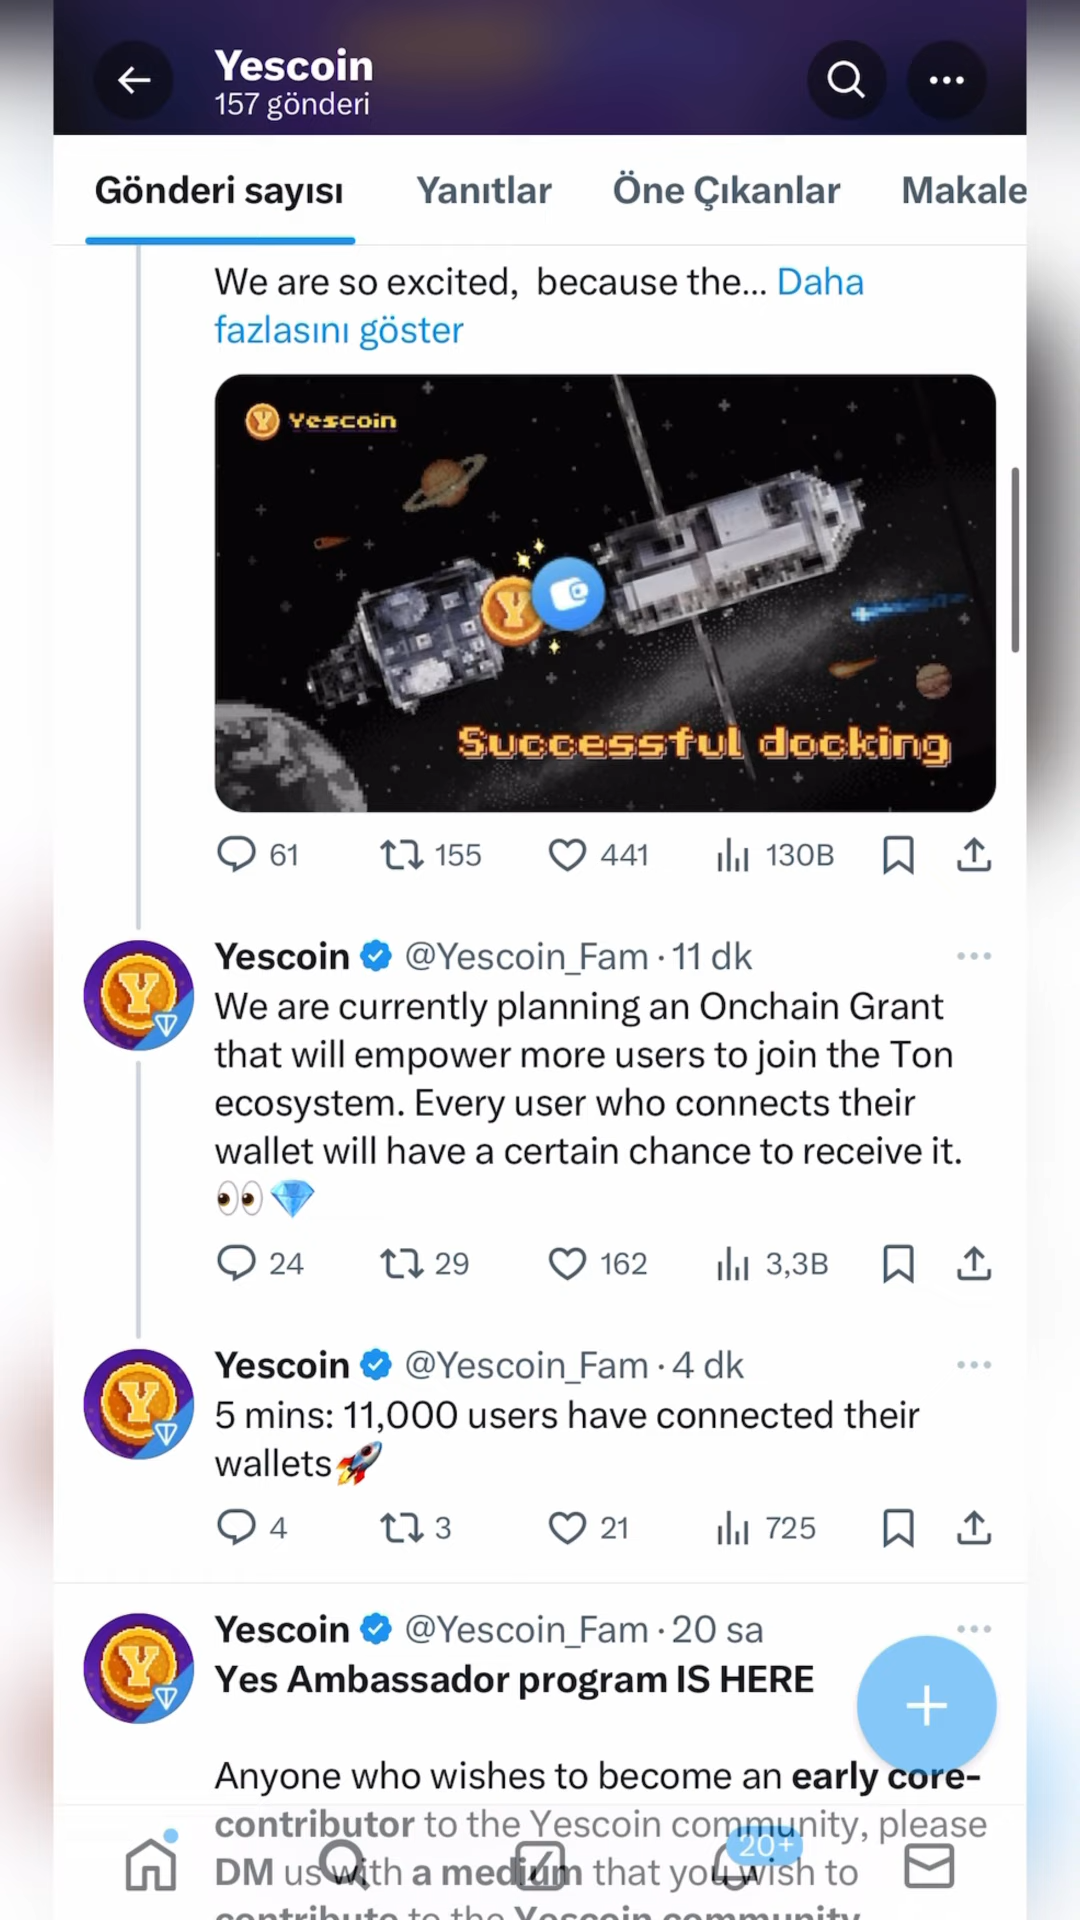 Yescoin
157 gönderi
Gönderi sayısı Yanıtlar Öne Çıkanlar Makale
We are so excited,  because the... Daha
fazlasını göster
Yescoin
Successful docking
61 155 441 130B
Yescoin @Yescoin_Fam · 11 dk
We are currently planning an Onchain Grant
that will empower more users to join the Ton
ecosystem. Every user who connects their
wallet will have a certain chance to receive it.
👀💎
24 29 162 3,3B
Yescoin @Yescoin_Fam · 4 dk
5 mins: 11,000 users have connected their
wallets🚀
4 3 21 725
Yescoin @Yescoin_Fam · 20 sa
Yes Ambassador program IS HERE
Anyone who wishes to become an early core-
contributor to the Yescoin community, please
DM us with a medium that you wish to
20+
contribute to the Yescoin community